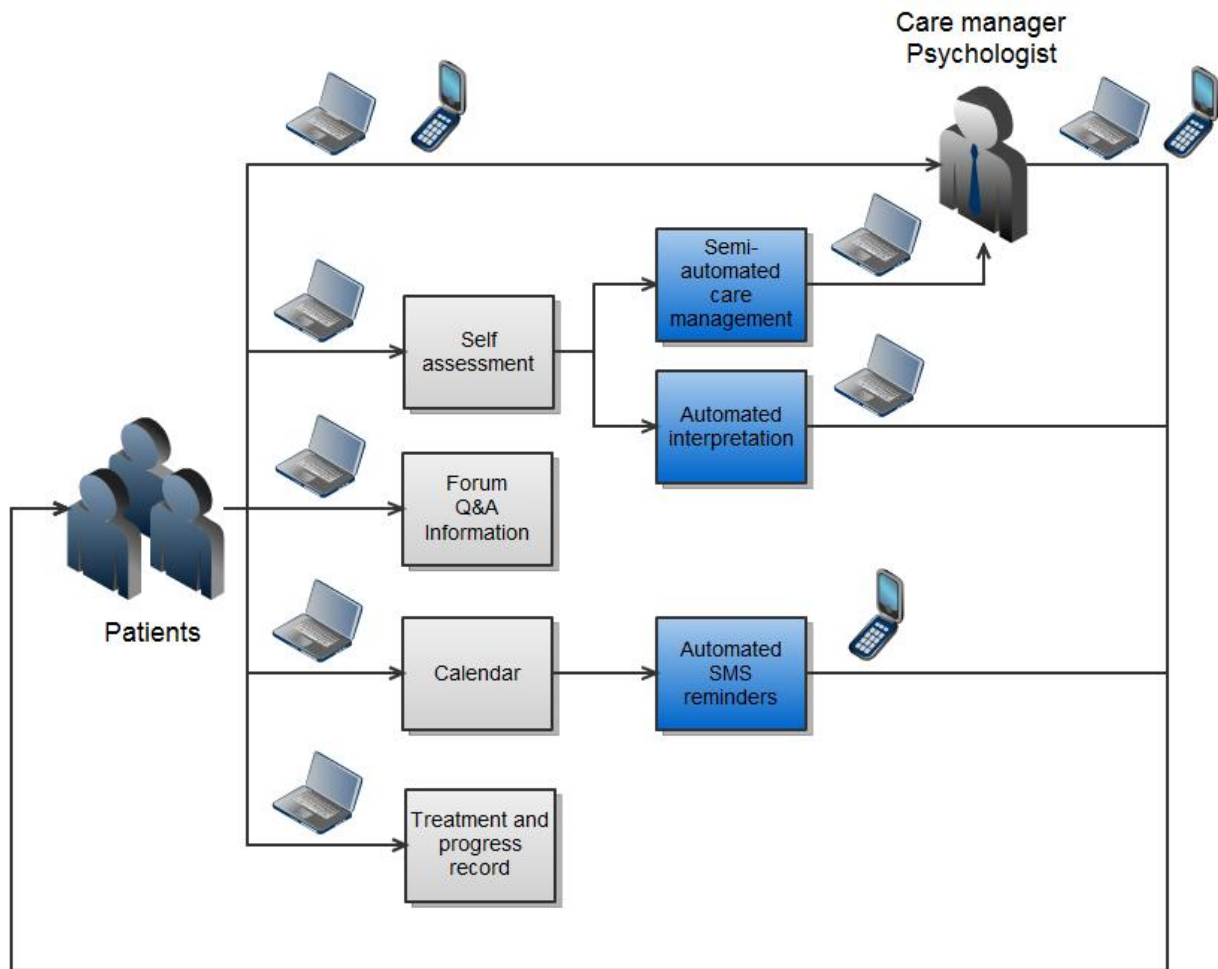 Care manager
Psychologist
Semi-
automated
care
management
Self
assessment
Automated
interpretation
Forum
Q&A
Information
Patients
Calendar
Automated
SMS
reminders
Treatment and
progress
record